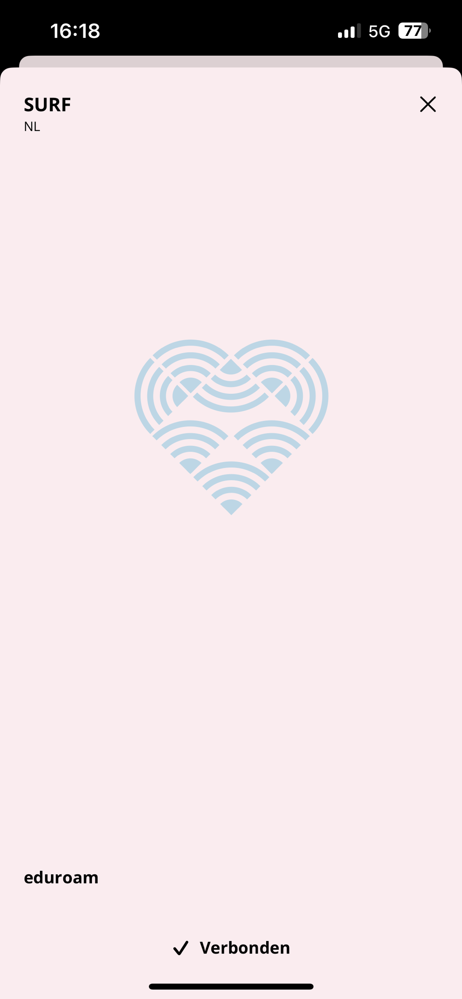 16:18 5G 77
SURF
NL
eduroam
Verbonden